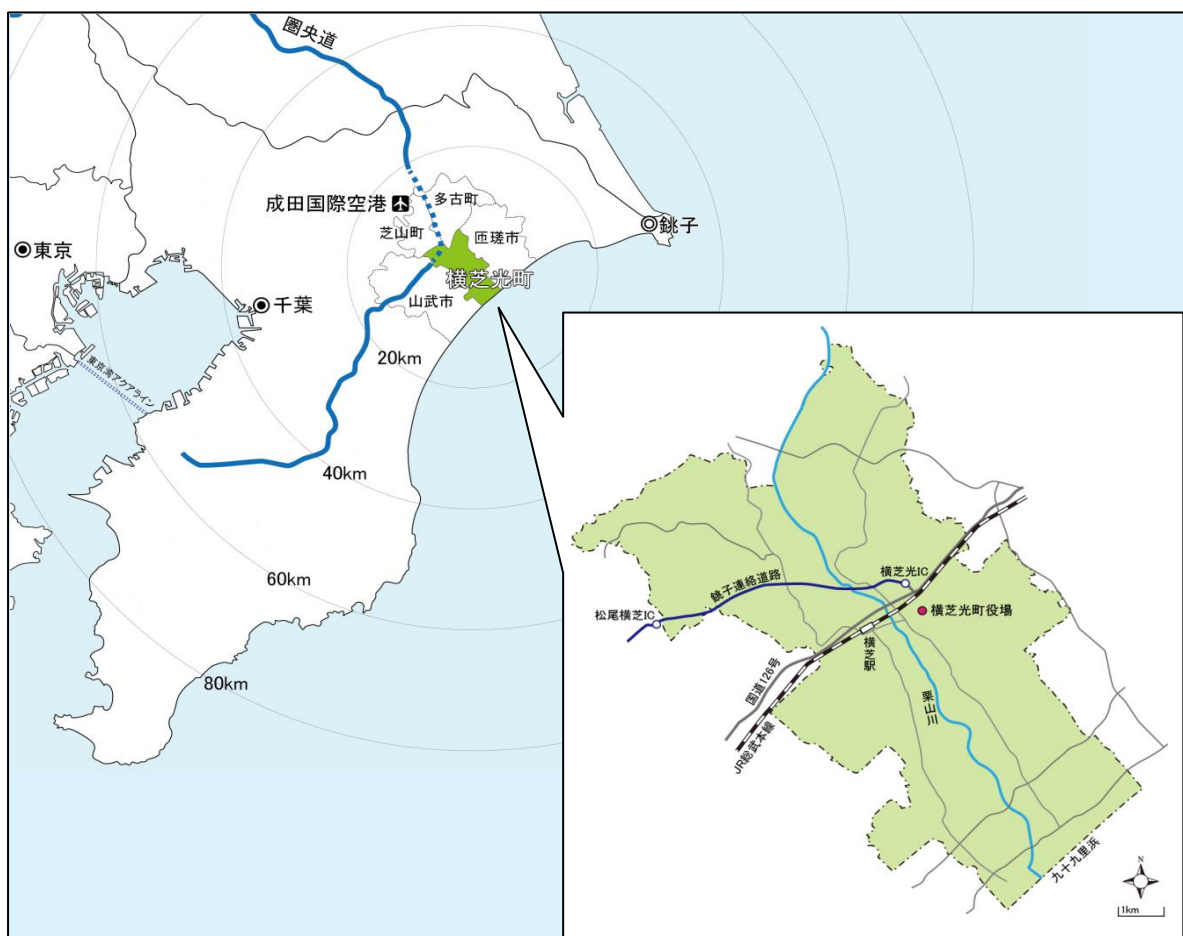 圏央道
成田国際空港
多古町
芝山町
匝瑳市
銚子
東京
横芝光町
千葉
山武市
東京湾アクアライン
20km
40km
60km
80km
銚子連絡道路
横芝光IC
松尾横芝IC
横芝光町役場
横芝駅
国道126号
栗山川
JR総武本線
九十九里浜
N
1km